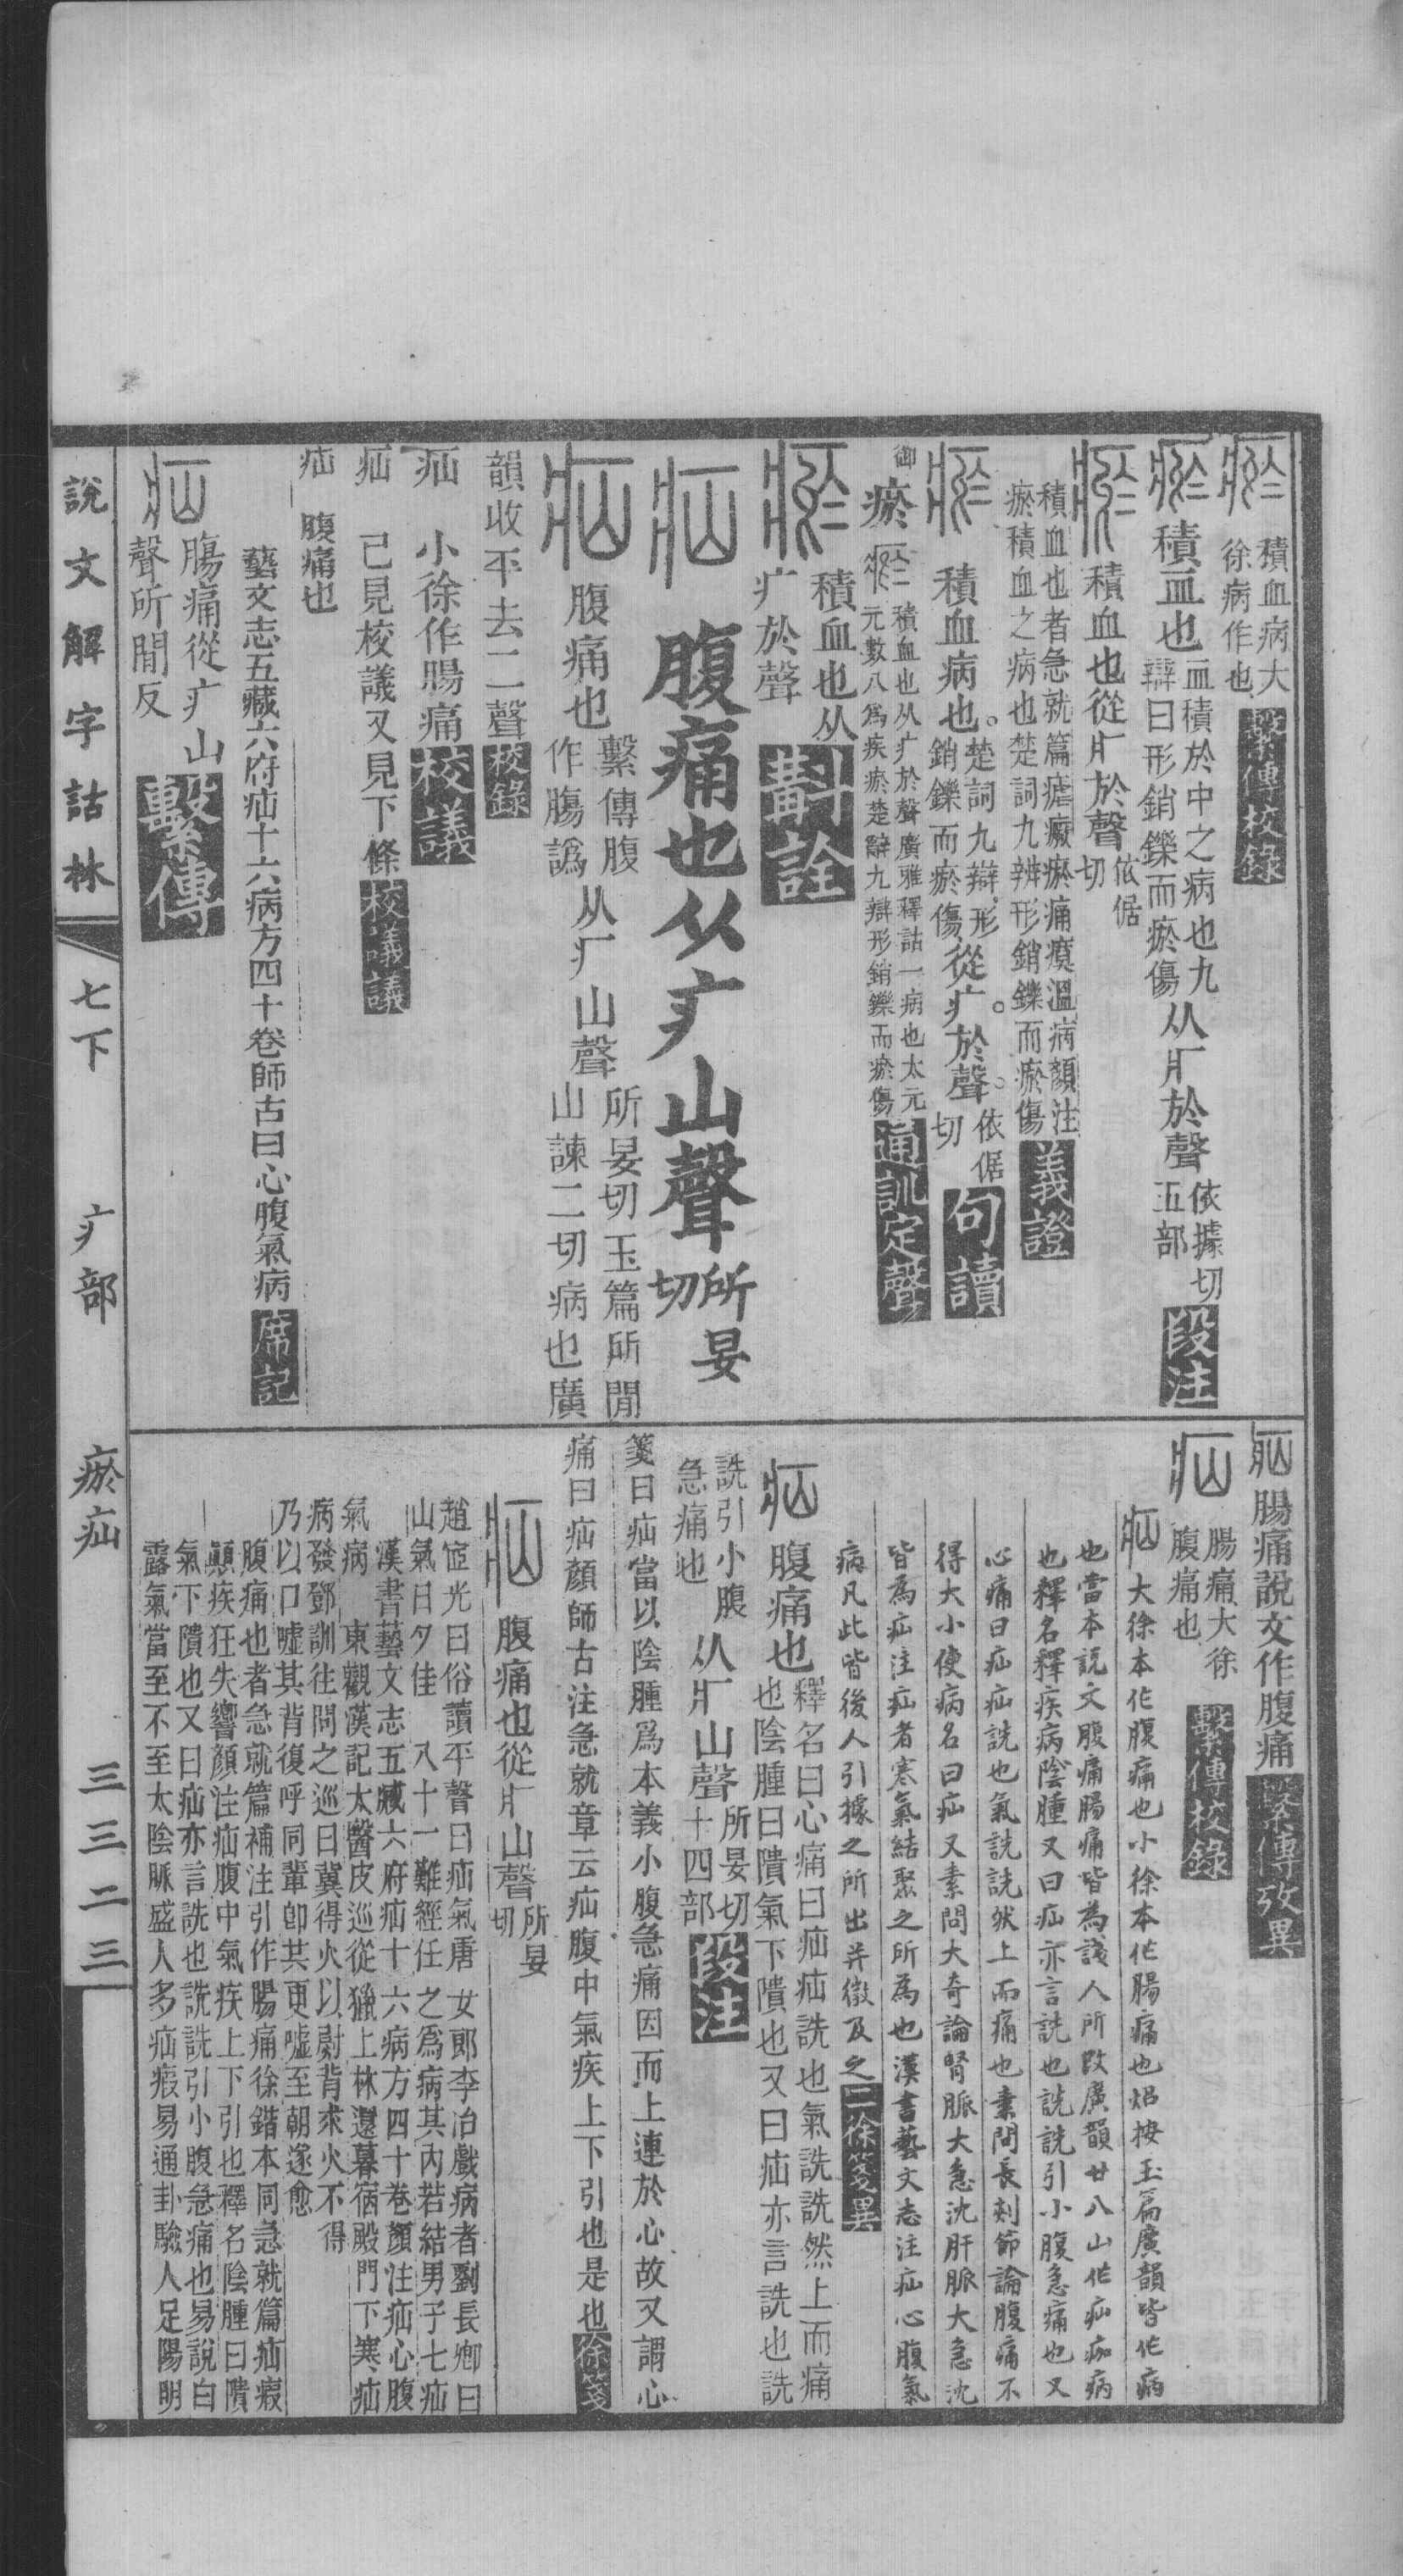 瘀 積血病大
徐病作也 繫傳校錄
瘀 積血也 血積於中之病也九
辯曰形銷鑠而瘀傷 从疒於聲 依據切
五部 段注
瘀 積血也從疒於聲 依倨
切
積血也者急就篇瘧瘚瘀痛瘼溫病顏注
瘀積血之病也楚詞九辨形銷鑠而瘀傷 義證
瘀 積血病也。楚詞九辯,形
銷鑠而瘀傷 從疒。於聲。依倨
切 句讀
御 瘀 積血也从疒於聲廣雅釋詁一病也太元
元數八為疾瘀楚辭九辯形銷鑠而瘀傷 通訓定聲
瘀 積血也从
疒於聲 斠詮
疝 腹痛也从疒山聲 所晏
切
疝 腹痛也 繫傳腹
作腸譌 从疒山聲 所晏切玉篇所閒
山諫二切病也廣
韻收平去二聲 校錄
疝 小徐作腸痛 校議
疝 已見校議又見下條 校議議
疝 腹痛也
藝文志五藏六府疝十六病方四十卷師古曰心腹氣病 席記
疝 腸痛從疒山
聲所閒反 繫傳
疝 腸痛說文作腹痛 繫傳攷異
疝 腸痛大徐
腹痛也 繫傳校錄
疝 大徐本作腹痛也小徐本作腸痛也炤按玉篇廣韻皆作病
也當本說文腹痛腸痛皆為淺人所改廣韻廿八山作疝痂病
也釋名釋疾病陰腫又曰疝亦言詵也詵詵引小腹急痛也又
心痛曰疝疝詵也氣詵詵然上而痛也素問長刺節論腹痛不
得大小便病名曰疝又素問大奇論腎脈大急沈肝脈大急沈
皆為疝注疝者寒氣結聚之所為也漢書藝文志注疝心腹氣
病凡此皆後人引據之所出并徵及之 二徐箋異
疝 腹痛也 釋名曰心痛曰疝疝詵也氣詵詵然上而痛
也陰腫曰隤氣下隤也又曰疝亦言詵也詵
詵引小腹
急痛也 从疒山聲 所晏切
十四部 段注
箋曰疝當以陰腫爲本義小腹急痛因而上連於心故又謂心
痛曰疝顏師古注急就章云疝腹中氣疾上下引也是也 徐箋
疝 腹痛也從疒山聲 所晏
切
趙宧光曰俗讀平聲曰疝氣唐女郎李冶戲病者劉長卿曰
山氣日夕佳 八十一難經任之爲病其內若結男子七疝
漢書藝文志五臧六府疝十六病方四十卷顏注疝心腹
氣病 東觀漢記太醫皮巡從獵上林還暮宿殿門下寒疝
病發鄧訓往問之巡曰冀得火以尉背求火不得
乃以口噓其背復呼同輩卽共更噓至朝遂愈
腹痛也者急就篇補注引作腸痛徐鍇本同急就篇疝瘕
顚疾狂失響顏注疝腹中氣疾上下引也釋名陰腫曰隤
氣下隤也又曰疝亦言詵也詵詵引小腹急痛也易說白
露氣當至不至太陰脈盛人多疝瘕易通卦驗人足陽明
說文解字詁林 七下 疒部 瘀疝 三三二三